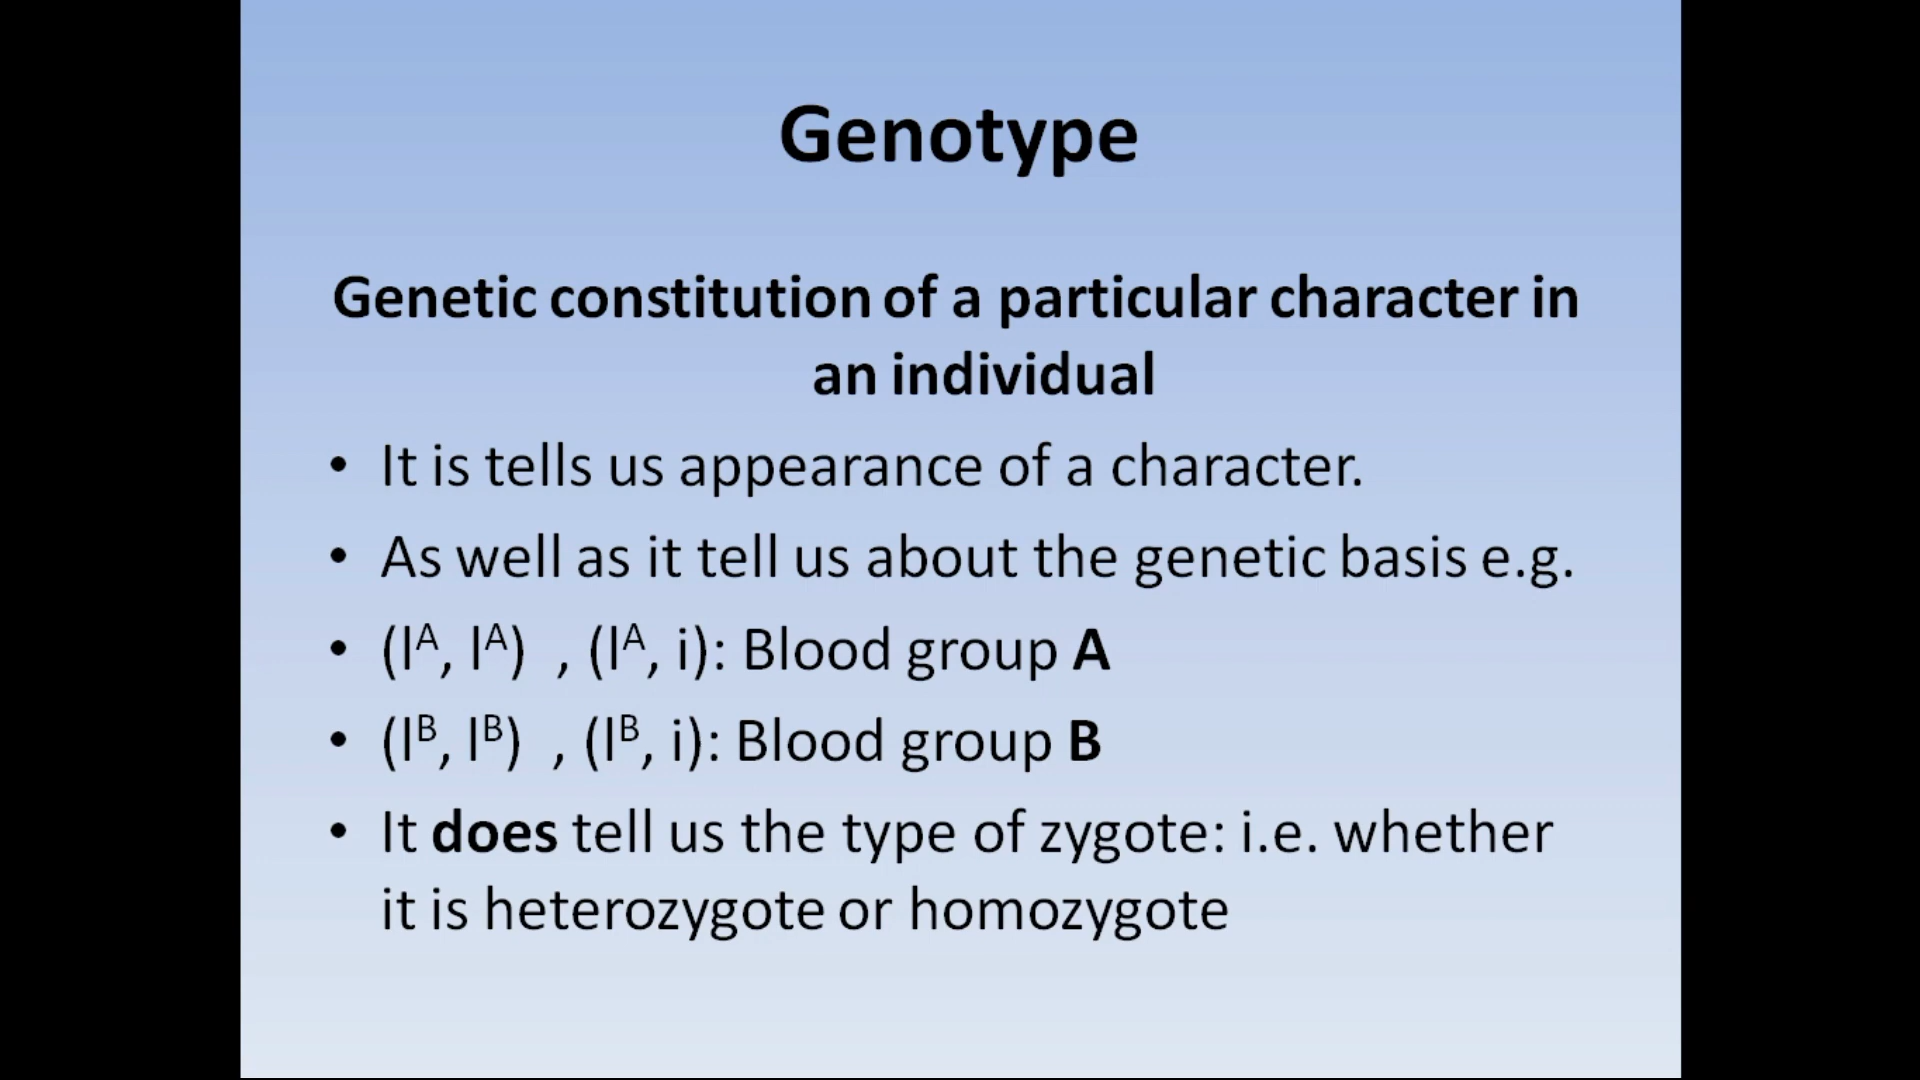 Genotype
Genetic constitution of a particular character in
an individual
• It is tells us appearance of a character.
• As well as it tell us about the genetic basis e.g.
• (Iᴬ, Iᴬ) , (Iᴬ, i): Blood group A
• (Iᴮ, Iᴮ) , (Iᴮ, i): Blood group B
• It does tell us the type of zygote: i.e. whether
it is heterozygote or homozygote